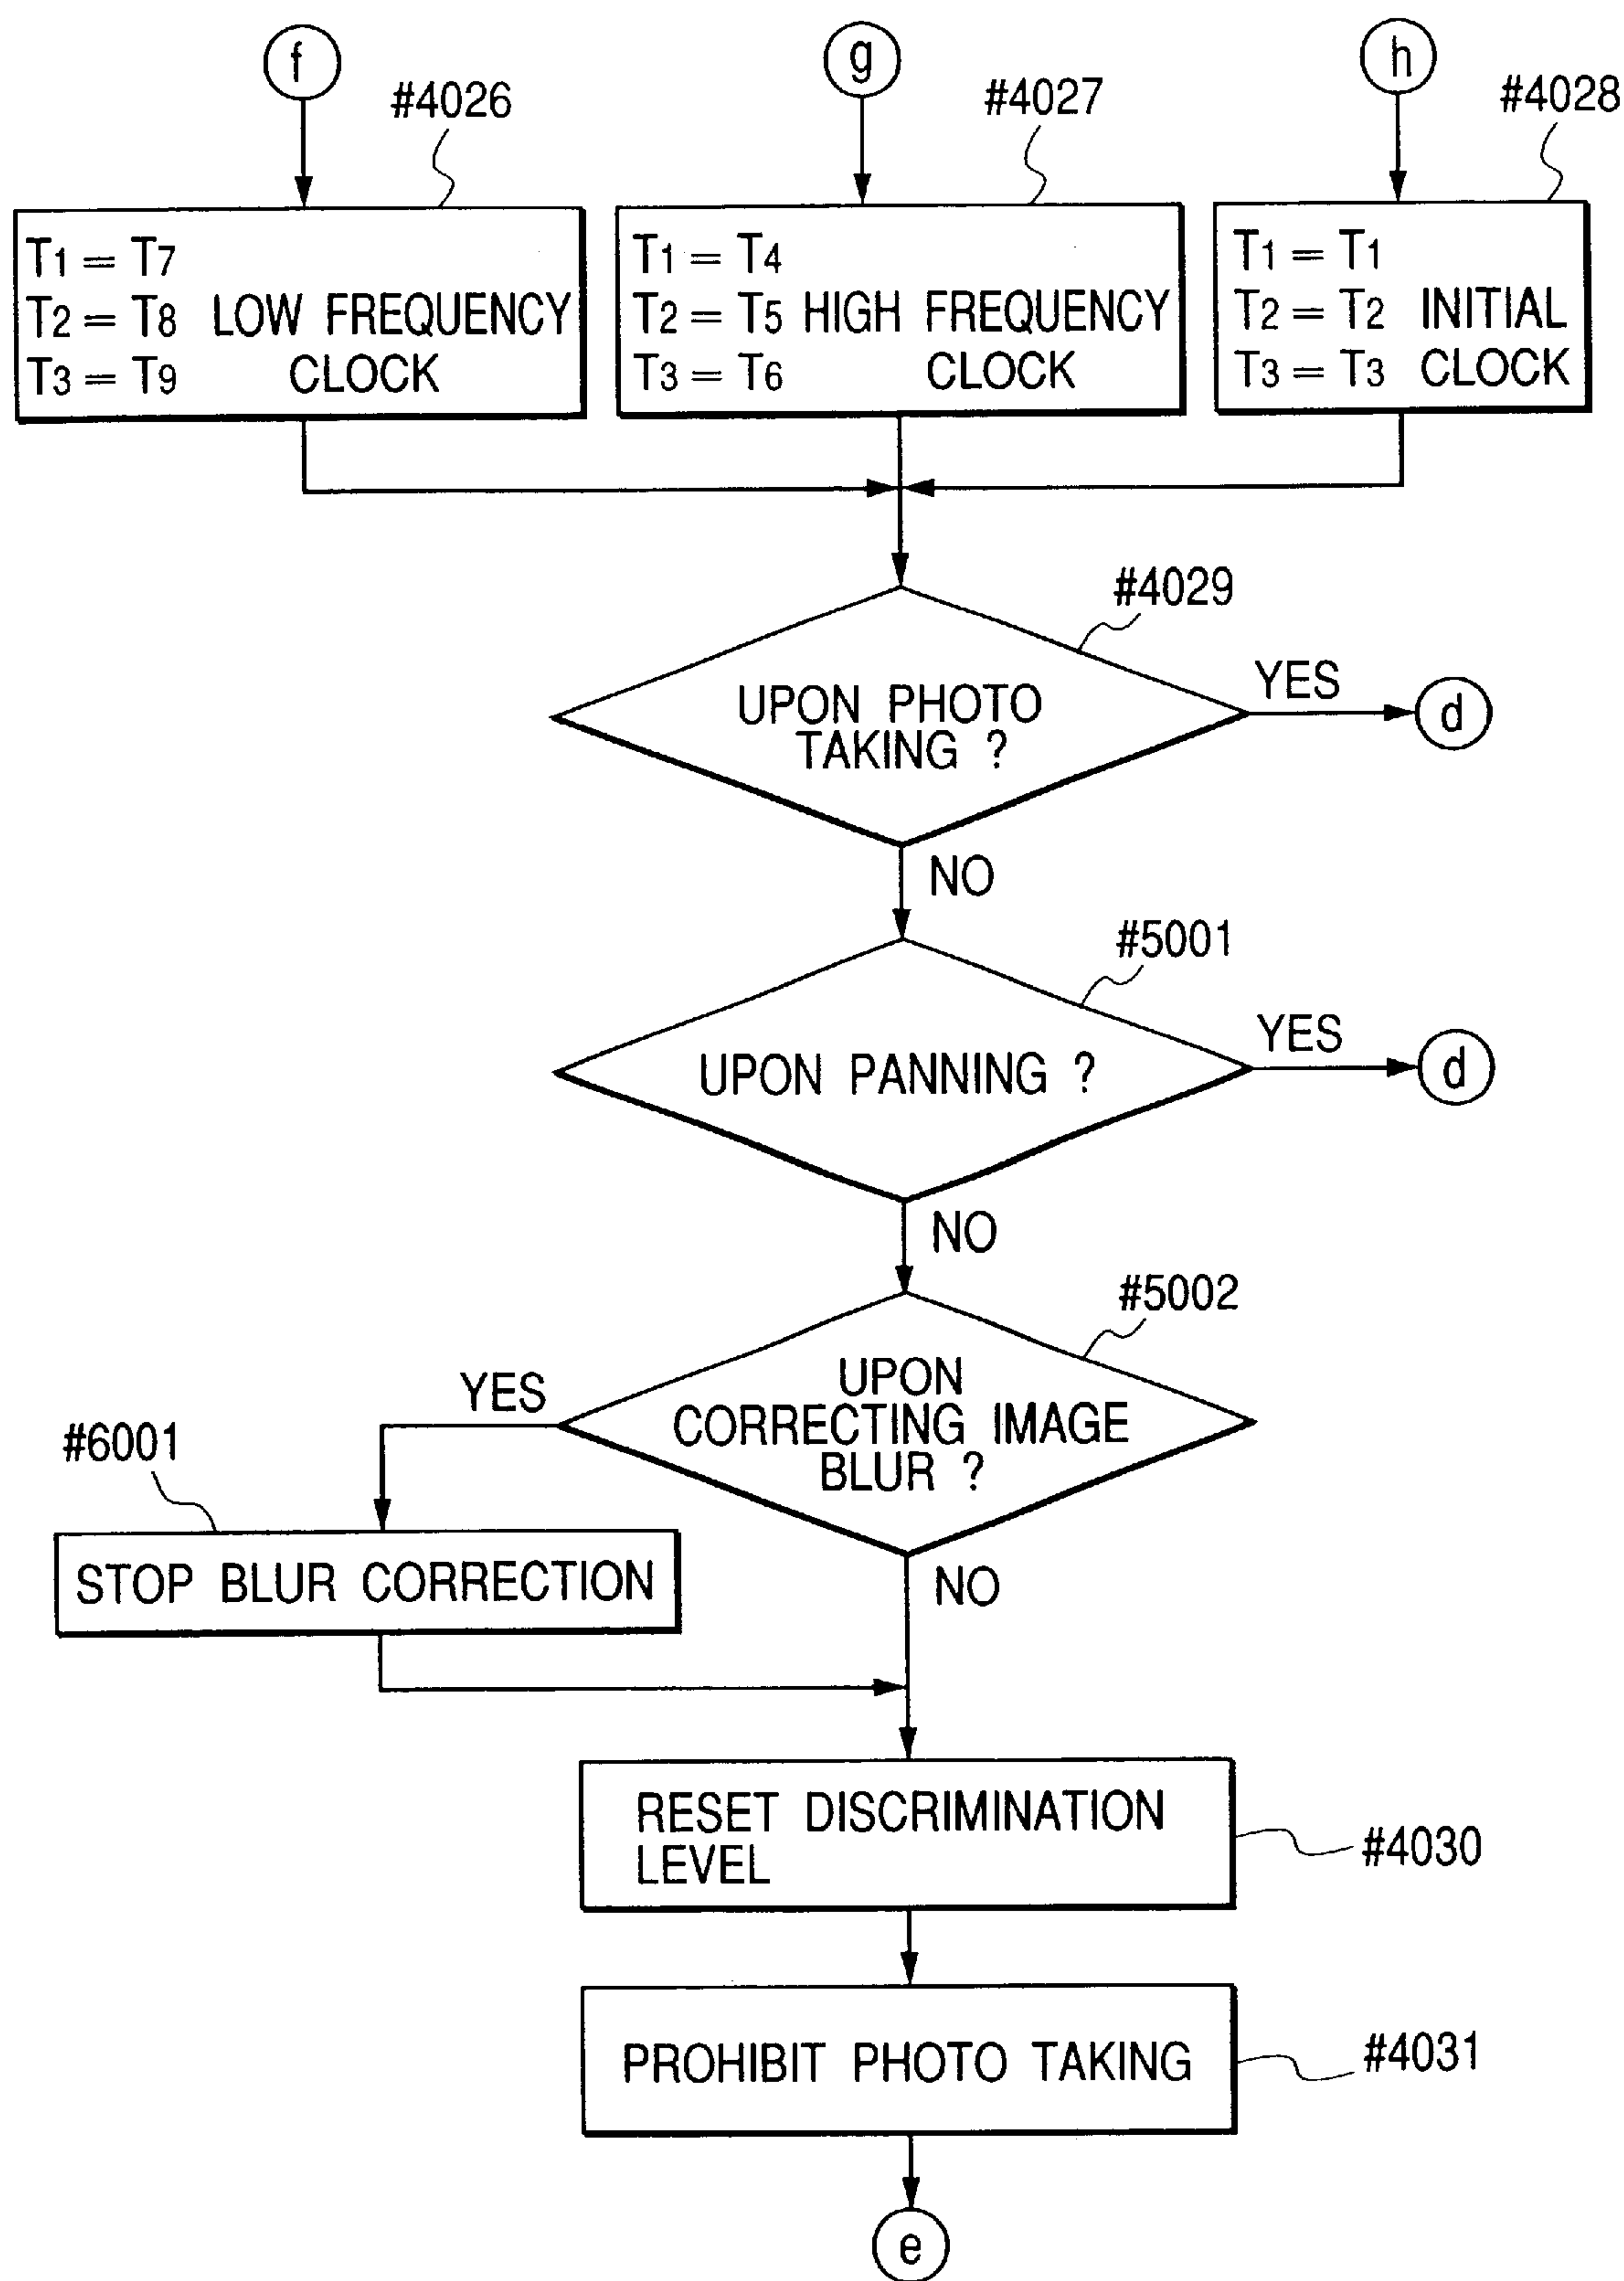 f
g
h
#4026
#4027
#4028
T1 = T7
T2 = T8 LOW FREQUENCY
T3 = T9 CLOCK
T1 = T4
T2 = T5 HIGH FREQUENCY
T3 = T6 CLOCK
T1 = T1
T2 = T2 INITIAL
T3 = T3 CLOCK
#4029
UPON PHOTO
TAKING ?
YES
d
NO
#5001
UPON PANNING ?
YES
d
NO
#5002
UPON
CORRECTING IMAGE
BLUR ?
YES
#6001
STOP BLUR CORRECTION
NO
RESET DISCRIMINATION
LEVEL
#4030
PROHIBIT PHOTO TAKING
#4031
e